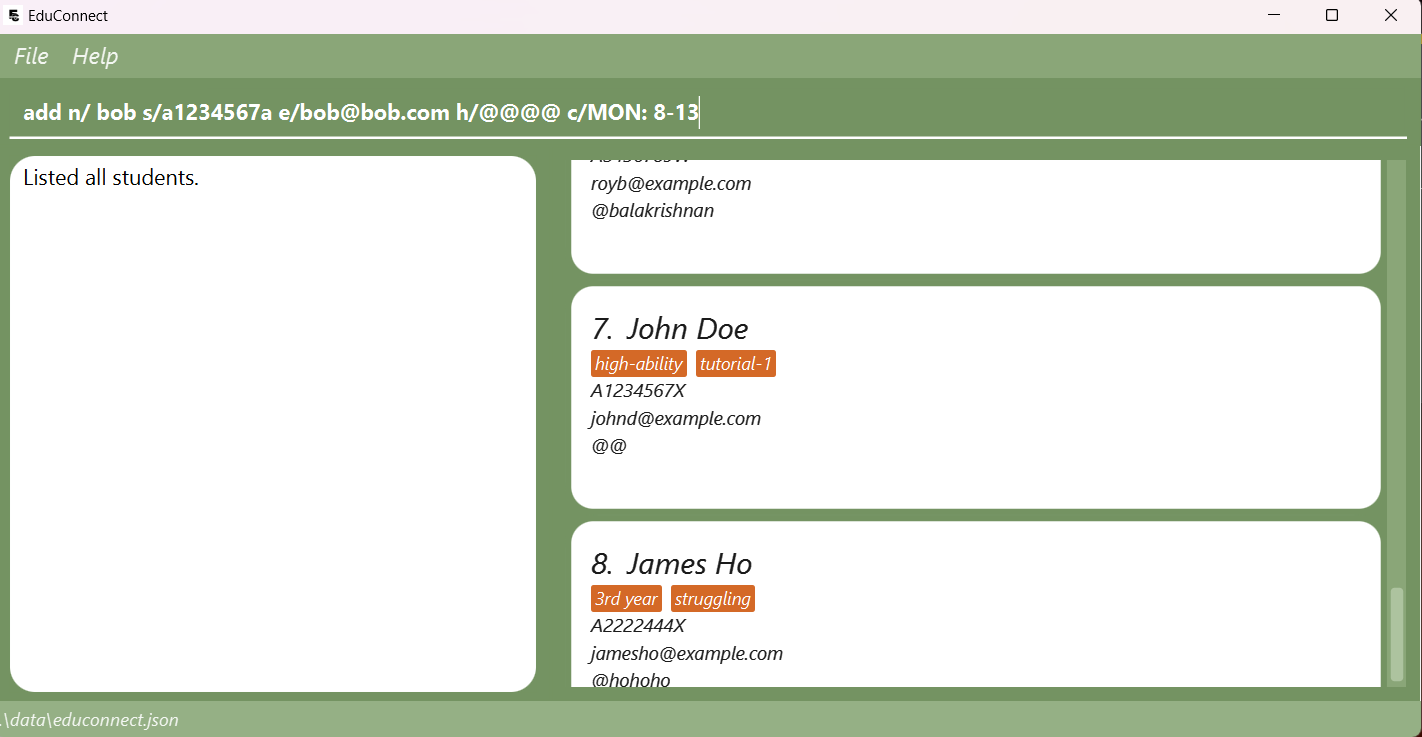 EduConnect
File Help
add n/ bob s/a1234567a e/bob@bob.com h/@@@@ c/MON: 8-13
Listed all students.
royb@example.com
@balakrishnan
7. John Doe
high-ability tutorial-1
A1234567X
johnd@example.com
@@
8. James Ho
3rd year struggling
A2222444X
jamesho@example.com
@hohoho
.\data\educonnect.json